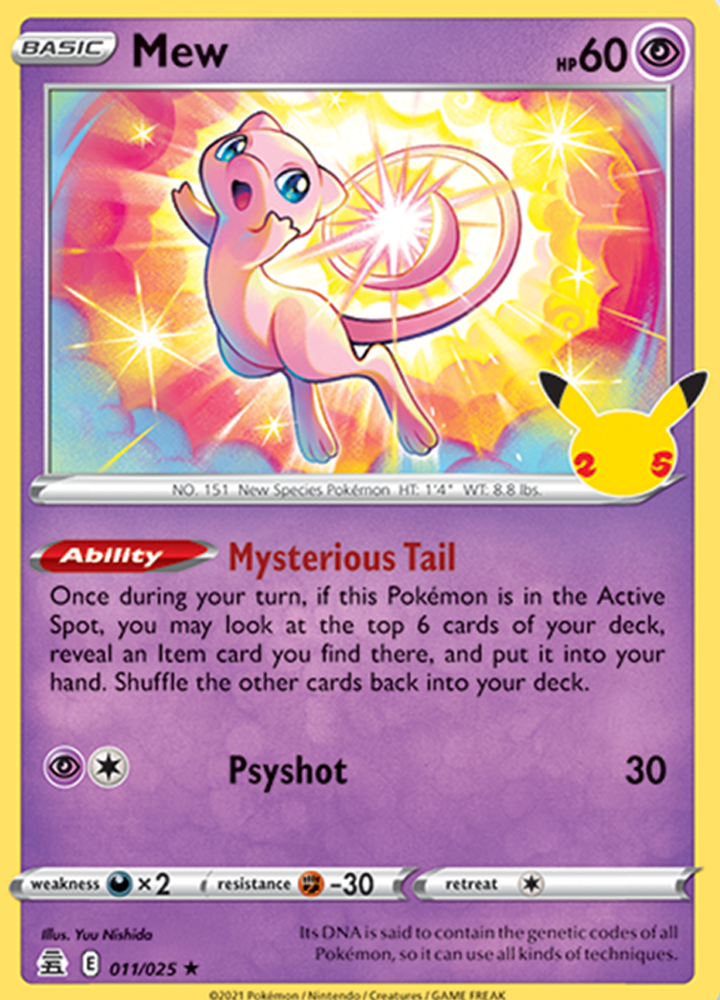 BASIC Mew HP60
2 5
NO. 151 New Species Pokémon HT: 1'4" WT: 8.8 lbs.
Ability Mysterious Tail
Once during your turn, if this Pokémon is in the Active
Spot, you may look at the top 6 cards of your deck,
reveal an Item card you find there, and put it into your
hand. Shuffle the other cards back into your deck.
Psyshot 30
weakness ×2 resistance -30 retreat
Illus. Yuu Nishida
Its DNA is said to contain the genetic codes of all
Pokémon, so it can use all kinds of techniques.
E 011/025 ★
©2021 Pokémon / Nintendo / Creatures / GAME FREAK